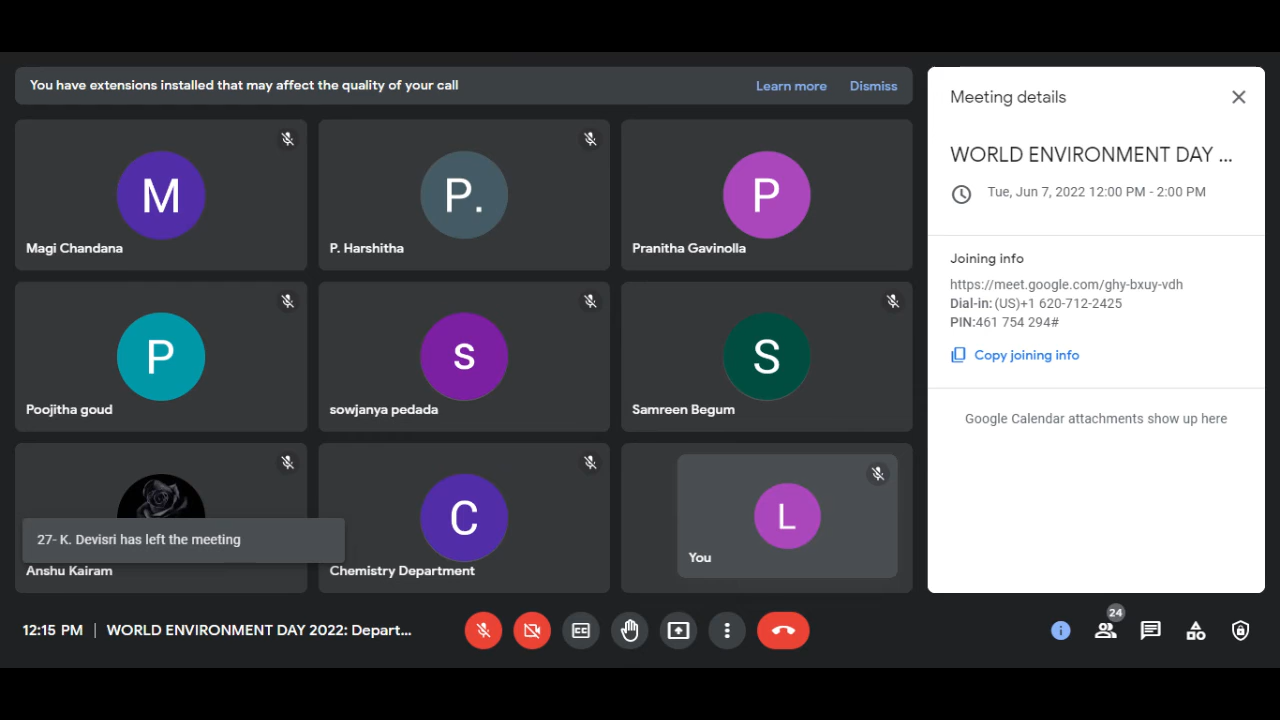 You have extensions installed that may affect the quality of your call
Learn more
Dismiss
M
Magi Chandana
P.
P. Harshitha
P
Pranitha Gavinolla
P
Poojitha goud
s
sowjanya pedada
S
Samreen Begum
27- K. Devisri has left the meeting
Anshu Kairam
C
Chemistry Department
L
You
Meeting details
WORLD ENVIRONMENT DAY ...
Tue, Jun 7, 2022 12:00 PM - 2:00 PM
Joining info
https://meet.google.com/ghy-bxuy-vdh
Dial-in: (US)+1 620-712-2425
PIN:461 754 294#
Copy joining info
Google Calendar attachments show up here
12:15 PM | WORLD ENVIRONMENT DAY 2022: Depart...
CC
24